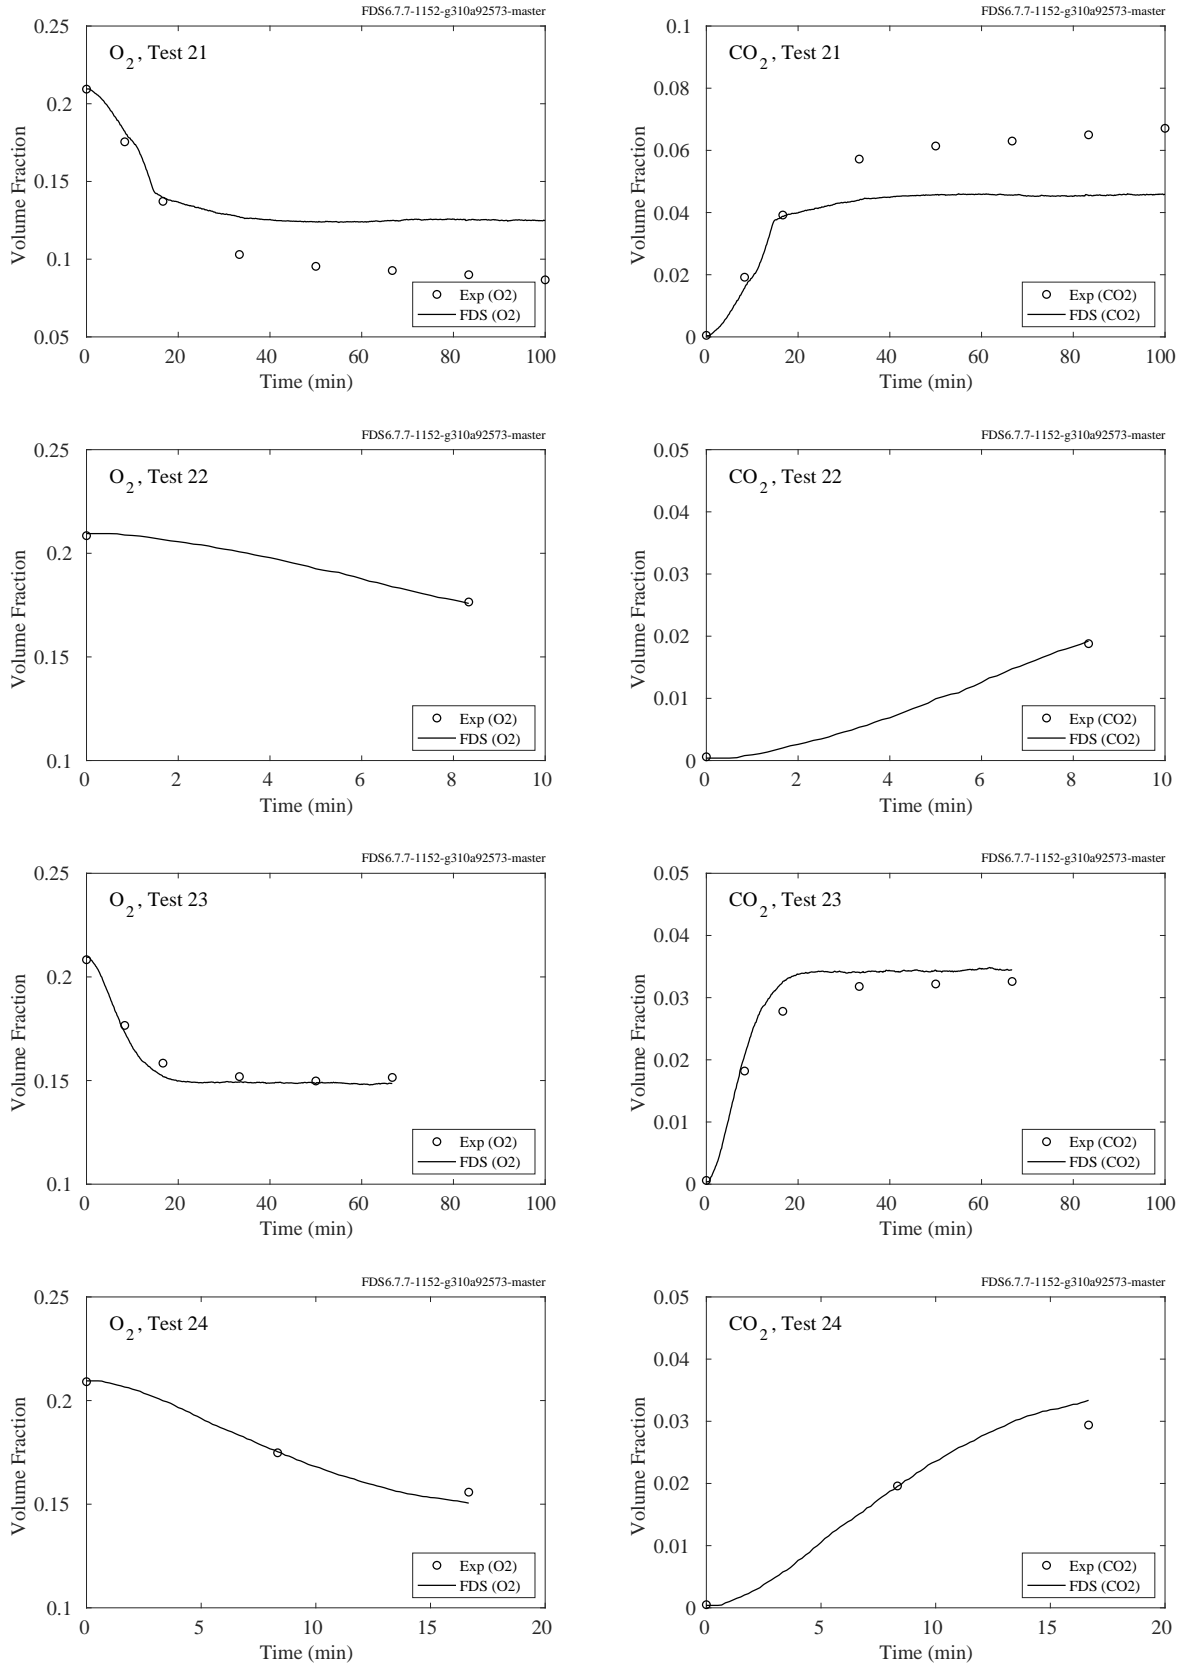 FDS6.7.7-1152-g310a92573-master
O2, Test 21
Volume Fraction
0.25
0.2
0.15
0.1
0.05
Exp (O2)
FDS (O2)
0 20 40 60 80 100
Time (min)
FDS6.7.7-1152-g310a92573-master
CO2, Test 21
Volume Fraction
0.1
0.08
0.06
0.04
0.02
0
Exp (CO2)
FDS (CO2)
0 20 40 60 80 100
Time (min)
FDS6.7.7-1152-g310a92573-master
O2, Test 22
Volume Fraction
0.25
0.2
0.15
0.1
Exp (O2)
FDS (O2)
0 2 4 6 8 10
Time (min)
FDS6.7.7-1152-g310a92573-master
CO2, Test 22
Volume Fraction
0.05
0.04
0.03
0.02
0.01
0
Exp (CO2)
FDS (CO2)
0 2 4 6 8 10
Time (min)
FDS6.7.7-1152-g310a92573-master
O2, Test 23
Volume Fraction
0.25
0.2
0.15
0.1
Exp (O2)
FDS (O2)
0 20 40 60 80 100
Time (min)
FDS6.7.7-1152-g310a92573-master
CO2, Test 23
Volume Fraction
0.05
0.04
0.03
0.02
0.01
0
Exp (CO2)
FDS (CO2)
0 20 40 60 80 100
Time (min)
FDS6.7.7-1152-g310a92573-master
O2, Test 24
Volume Fraction
0.25
0.2
0.15
0.1
Exp (O2)
FDS (O2)
0 5 10 15 20
Time (min)
FDS6.7.7-1152-g310a92573-master
CO2, Test 24
Volume Fraction
0.05
0.04
0.03
0.02
0.01
0
Exp (CO2)
FDS (CO2)
0 5 10 15 20
Time (min)